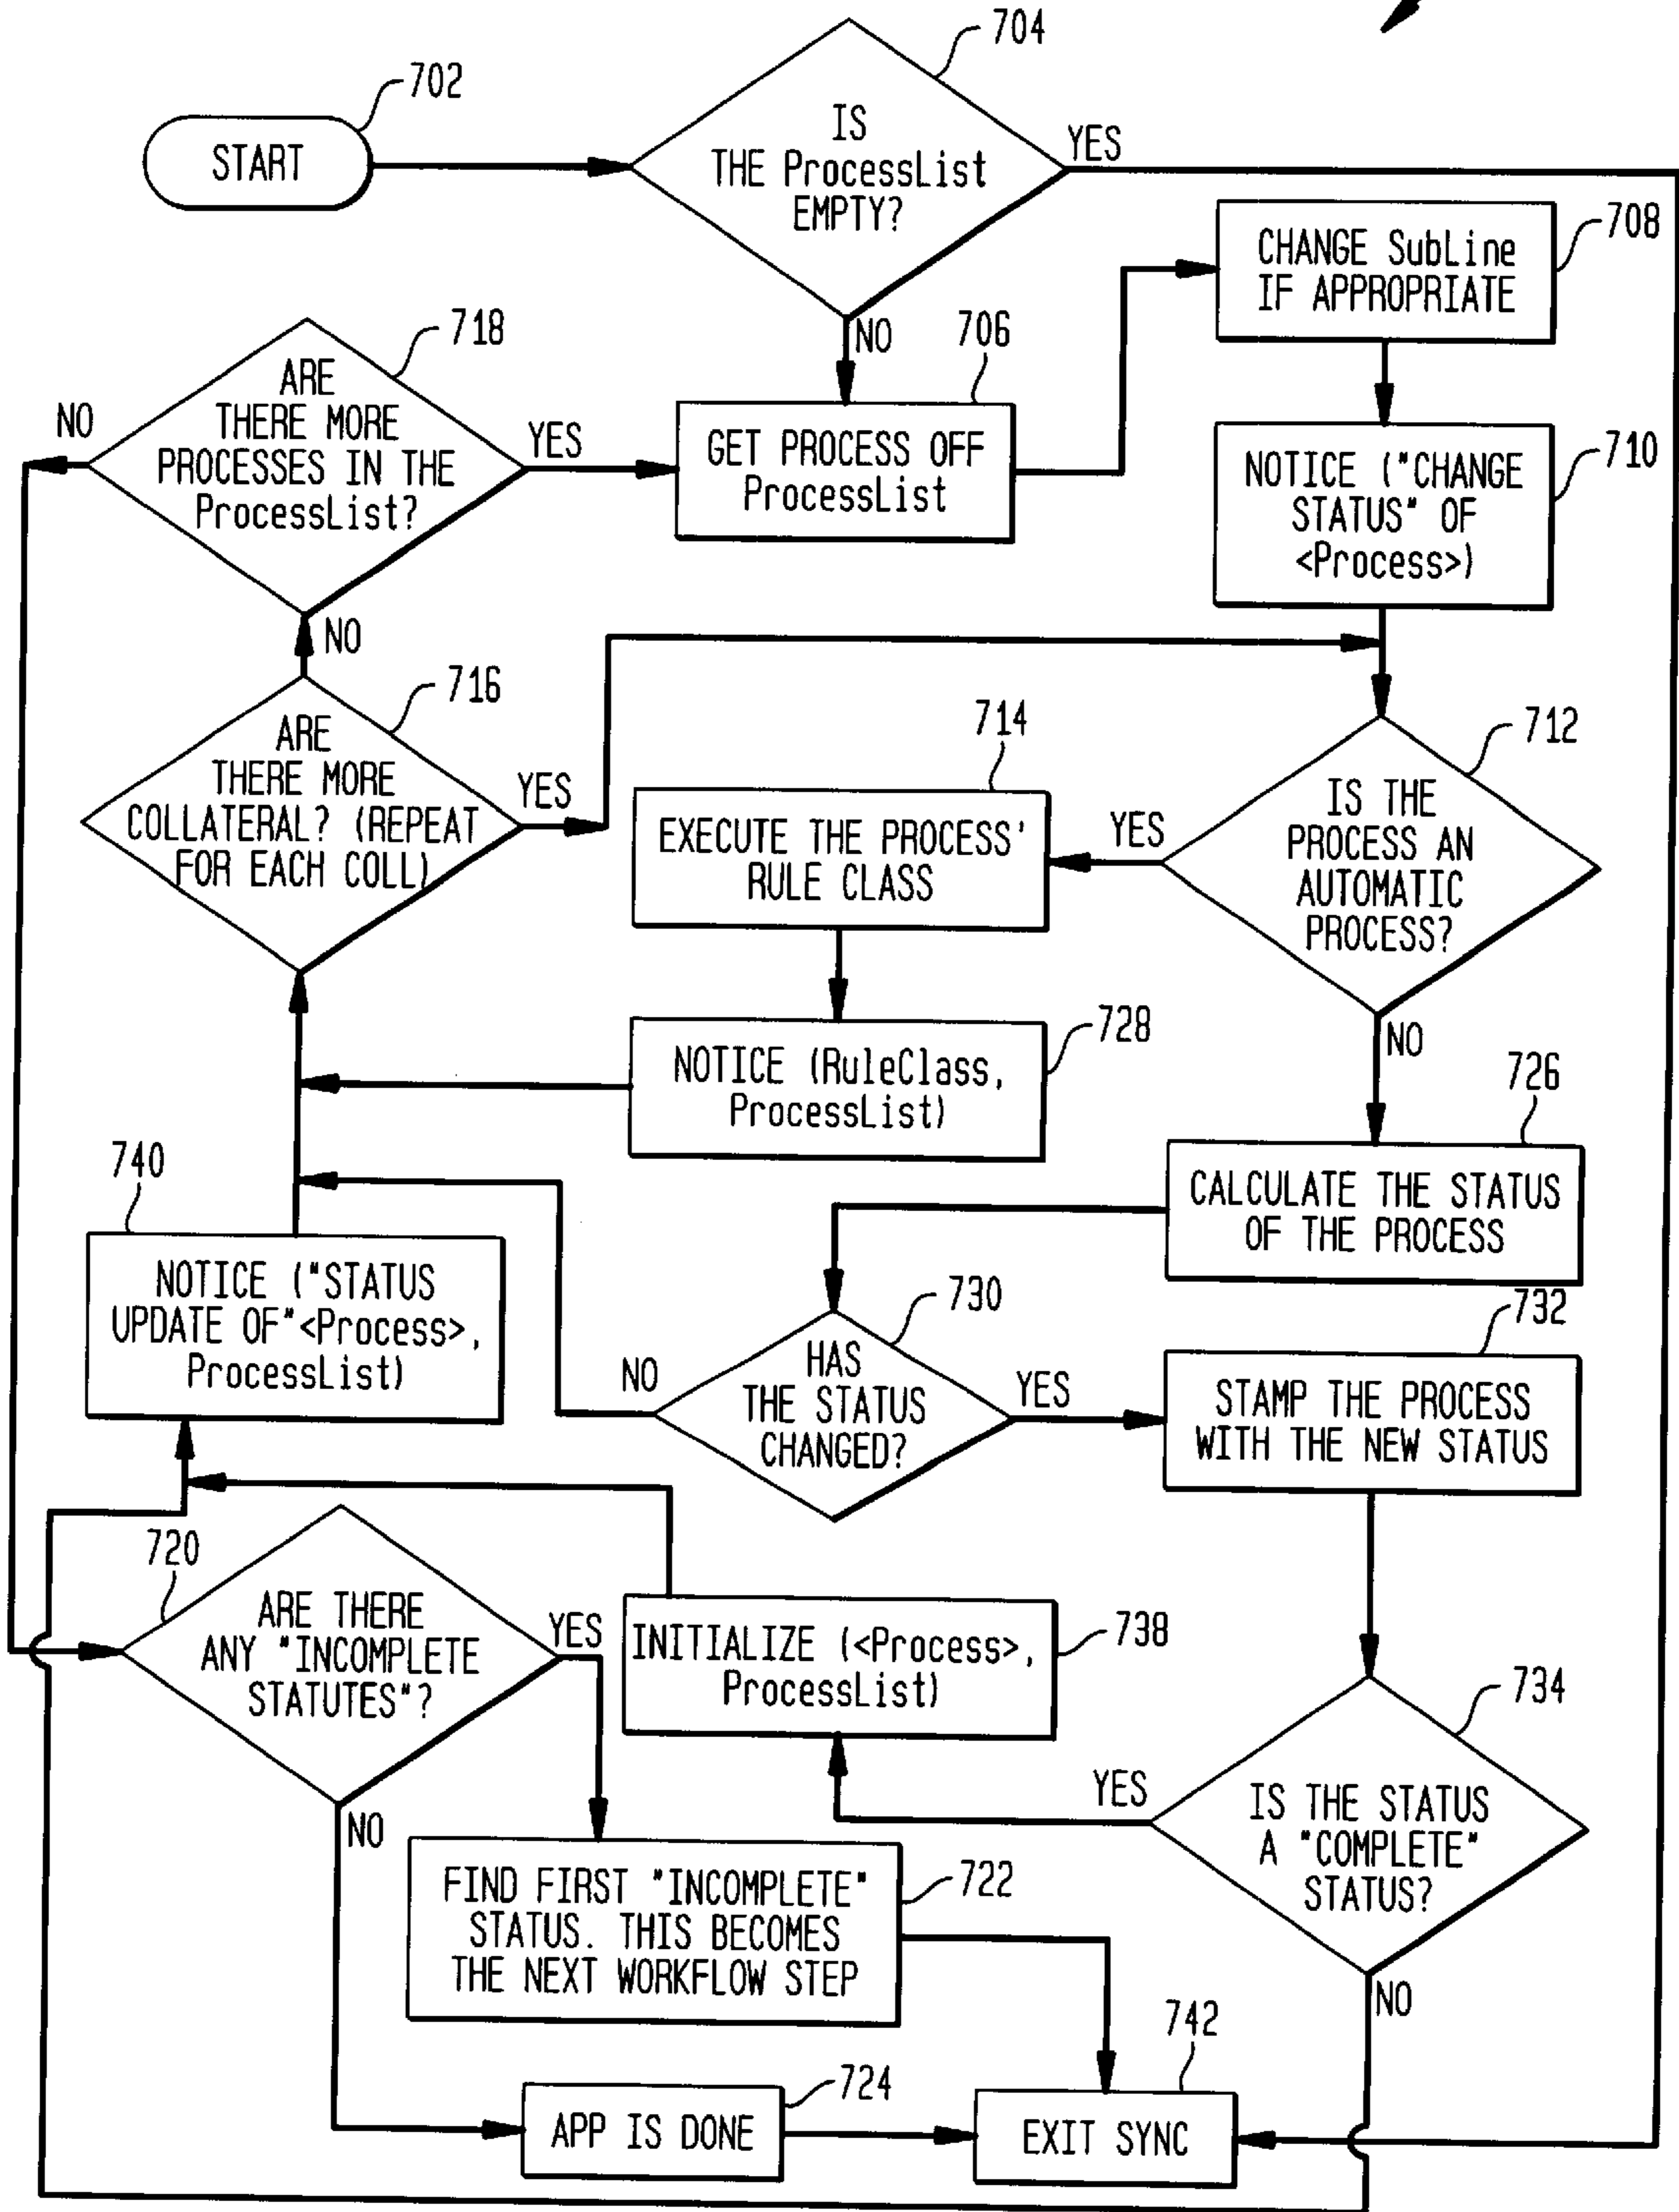 704
702
IS
THE ProcessList
EMPTY?
YES
START
708
CHANGE SubLine
IF APPROPRIATE
NO
706
718
ARE
THERE MORE
PROCESSES IN THE
ProcessList?
NO
YES
GET PROCESS OFF
ProcessList
710
NOTICE ("CHANGE
STATUS" OF
<Process>)
NO
716
ARE
THERE MORE
COLLATERAL? (REPEAT
FOR EACH COLL)
YES
714
EXECUTE THE PROCESS'
RULE CLASS
YES
712
IS THE
PROCESS AN
AUTOMATIC
PROCESS?
NO
728
NOTICE (RuleClass,
ProcessList)
726
CALCULATE THE STATUS
OF THE PROCESS
740
NOTICE ("STATUS
UPDATE OF"<Process>,
ProcessList)
730
HAS
THE STATUS
CHANGED?
NO
YES
732
STAMP THE PROCESS
WITH THE NEW STATUS
720
ARE THERE
ANY "INCOMPLETE
STATUTES"?
YES
NO
INITIALIZE (<Process>,
ProcessList)
738
734
YES
IS THE STATUS
A "COMPLETE"
STATUS?
NO
FIND FIRST "INCOMPLETE"
STATUS. THIS BECOMES
THE NEXT WORKFLOW STEP
722
742
724
APP IS DONE
EXIT SYNC